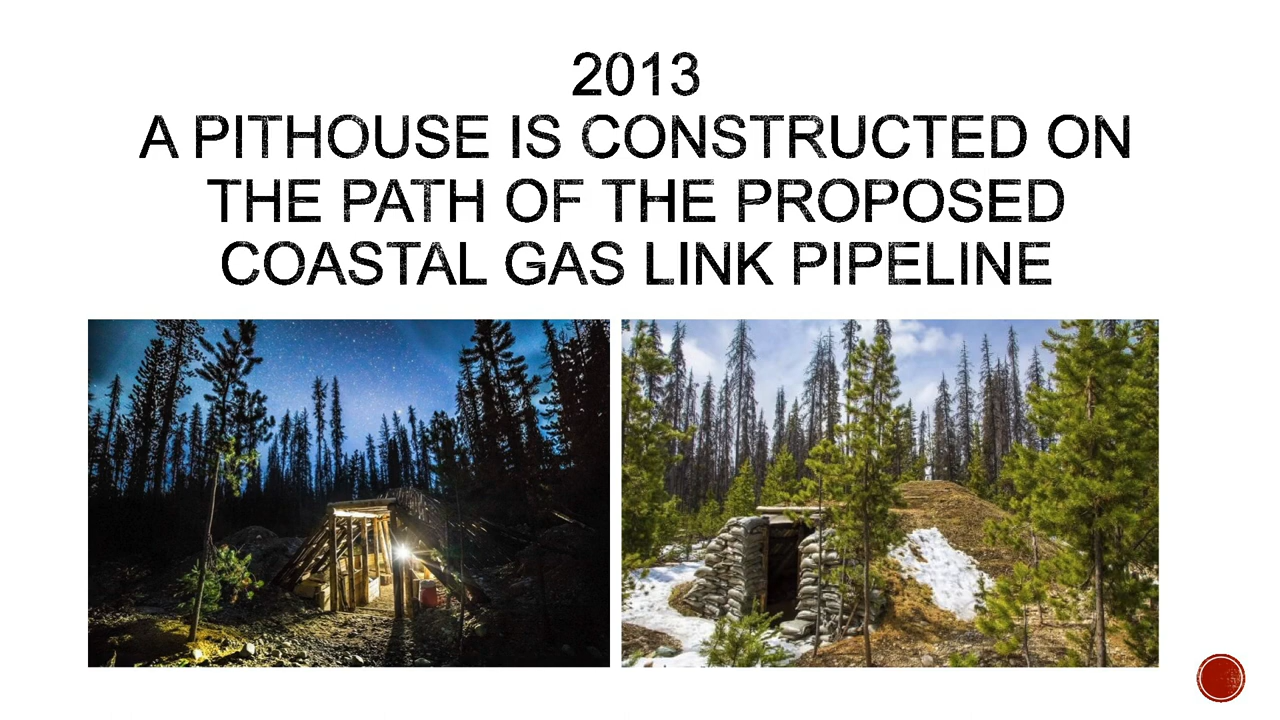 2013
A PITHOUSE IS CONSTRUCTED ON
THE PATH OF THE PROPOSED
COASTAL GAS LINK PIPELINE